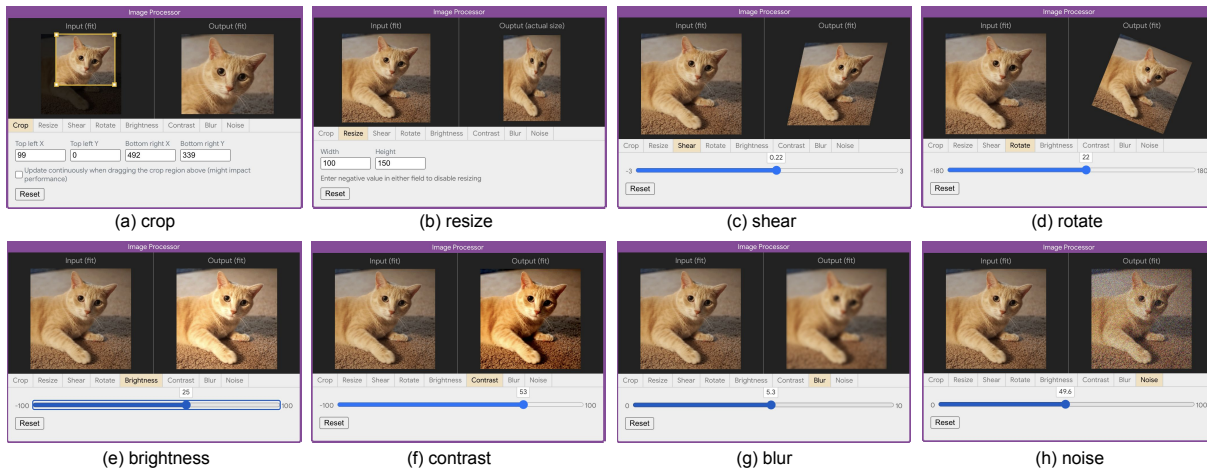 Image Processor
Input (fit) Output (fit)
Crop Resize Shear Rotate Brightness Contrast Blur Noise
Top left X Top left Y Bottom right X Bottom right Y
99 0 492 339
Update continuously when dragging the crop region above (might impact
performance)
Reset
(a) crop
Image Processor
Input (fit) Ouptut (actual size)
Crop Resize Shear Rotate Brightness Contrast Blur Noise
Width Height
100 150
Enter negative value in either field to disable resizing
Reset
(b) resize
Image Processor
Input (fit) Output (fit)
Crop Resize Shear Rotate Brightness Contrast Blur Noise
0.22
-3 3
Reset
(c) shear
Image Processor
Input (fit) Output (fit)
Crop Resize Shear Rotate Brightness Contrast Blur Noise
22
-180 180
Reset
(d) rotate
Image Processor
Input (fit) Output (fit)
Crop Resize Shear Rotate Brightness Contrast Blur Noise
25
-100 100
Reset
(e) brightness
Image Processor
Input (fit) Output (fit)
Crop Resize Shear Rotate Brightness Contrast Blur Noise
53
-100 100
Reset
(f) contrast
Image Processor
Input (fit) Output (fit)
Crop Resize Shear Rotate Brightness Contrast Blur Noise
5.3
0 10
Reset
(g) blur
Image Processor
Input (fit) Output (fit)
Crop Resize Shear Rotate Brightness Contrast Blur Noise
49.6
0 100
Reset
(h) noise